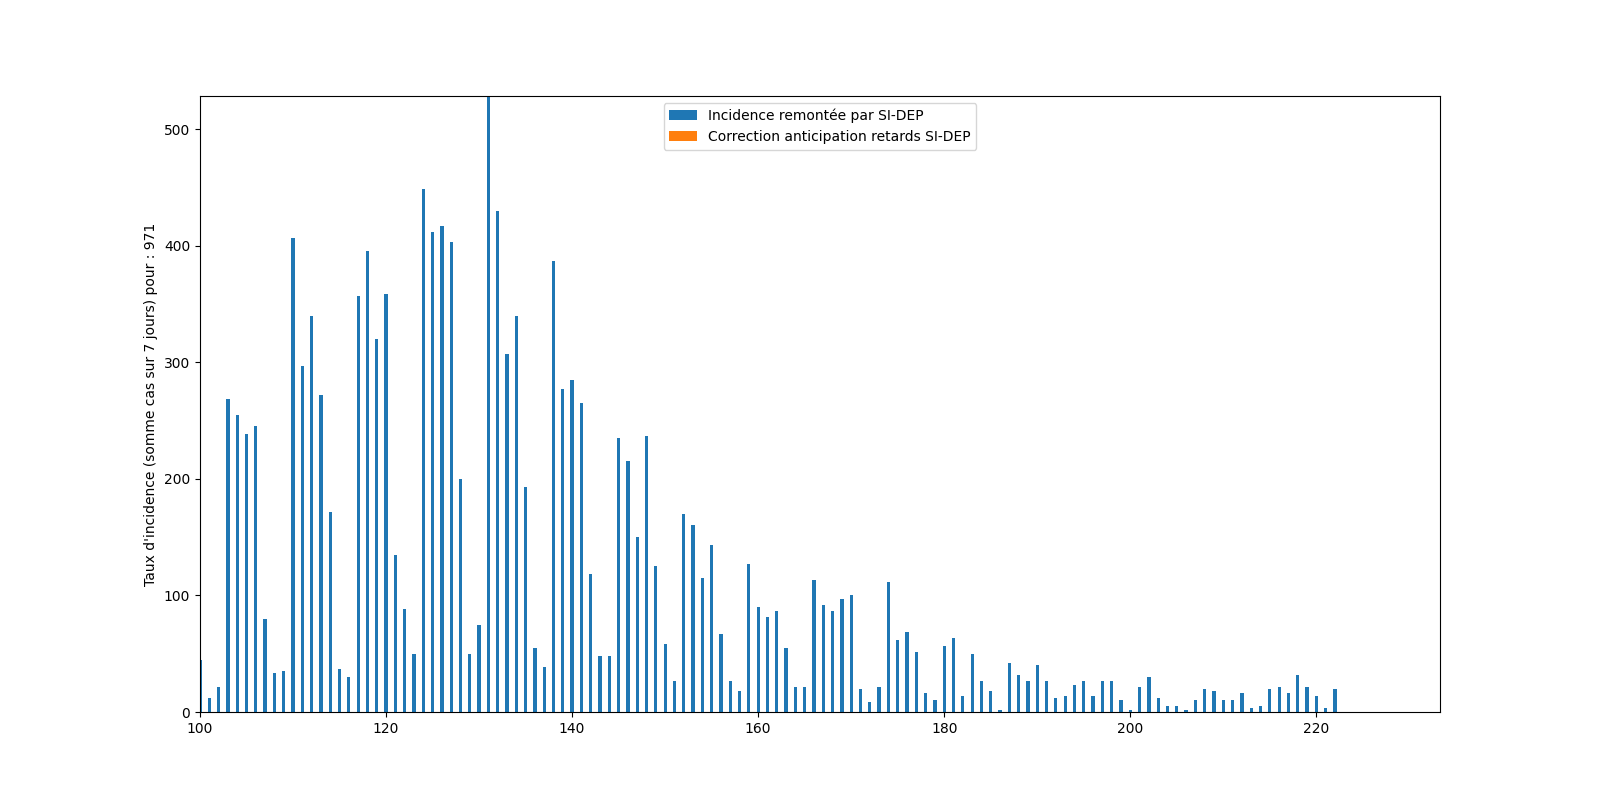 Incidence remontée par SI-DEP
Correction anticipation retards SI-DEP
Taux d'incidence (somme cas sur 7 jours) pour : 971
500
400
300
200
100
0
100 120 140 160 180 200 220